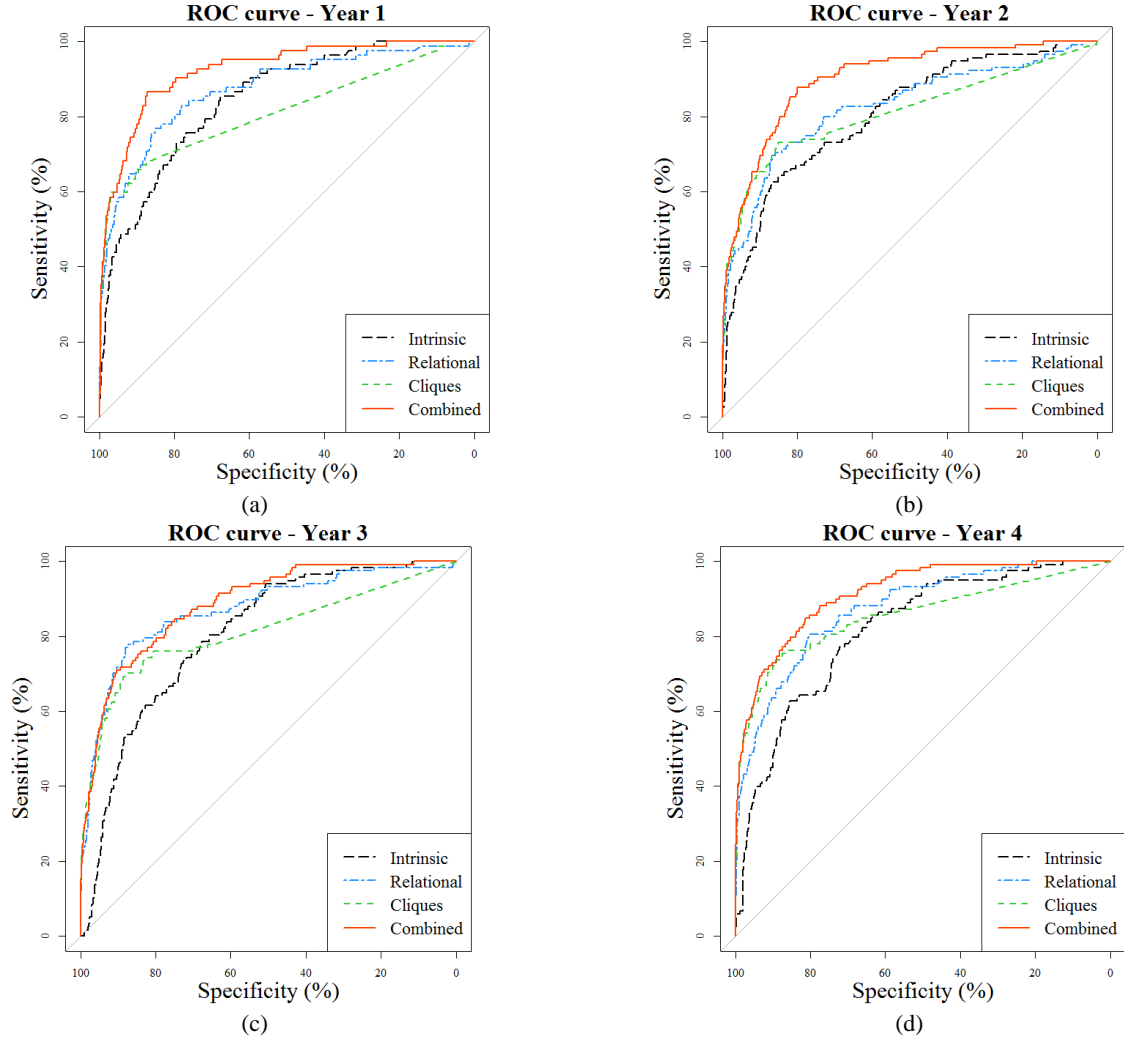 ROC curve - Year 1
Sensitivity (%)
100
80
60
40
20
0
Intrinsic
Relational
Cliques
Combined
100 80 60 40 20 0
Specificity (%)
(a)
ROC curve - Year 2
Sensitivity (%)
100
80
60
40
20
0
Intrinsic
Relational
Cliques
Combined
100 80 60 40 20 0
Specificity (%)
(b)
ROC curve - Year 3
Sensitivity (%)
100
80
60
40
20
0
Intrinsic
Relational
Cliques
Combined
100 80 60 40 20 0
Specificity (%)
(c)
ROC curve - Year 4
Sensitivity (%)
100
80
60
40
20
0
Intrinsic
Relational
Cliques
Combined
100 80 60 40 20 0
Specificity (%)
(d)